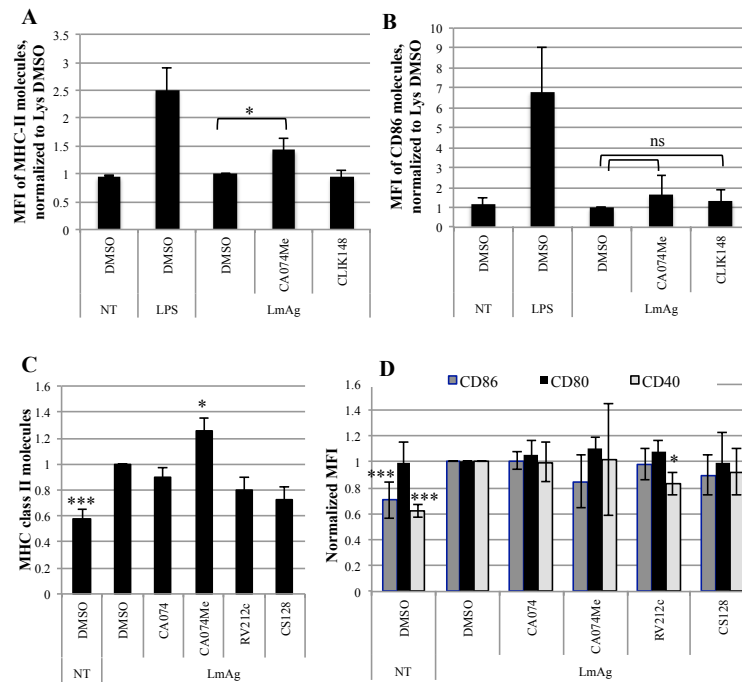 A
MFI of MHC-II molecules,
normalized to Lys DMSO
3.5
3
2.5
2
1.5
1
0.5
0
*
DMSO
DMSO
DMSO
CA074Me
CLIK148
NT
LPS
LmAg
B
MFI of CD86 molecules,
normalized to Lys DMSO
10
9
8
7
6
5
4
3
2
1
0
ns
DMSO
DMSO
DMSO
CA074Me
CLIK148
NT
LPS
LmAg
C
MHC class II molecules
1.6
1.4
1.2
1
0.8
0.6
0.4
0.2
0
***
*
DMSO
DMSO
CA074
CA074Me
RV212c
CS128
NT
LmAg
D
CD86
CD80
CD40
Normalized MFI
1.6
1.4
1.2
1.0
0.8
0.6
0.4
0.2
0
***
***
*
DMSO
DMSO
CA074
CA074Me
RV212c
CS128
NT
LmAg